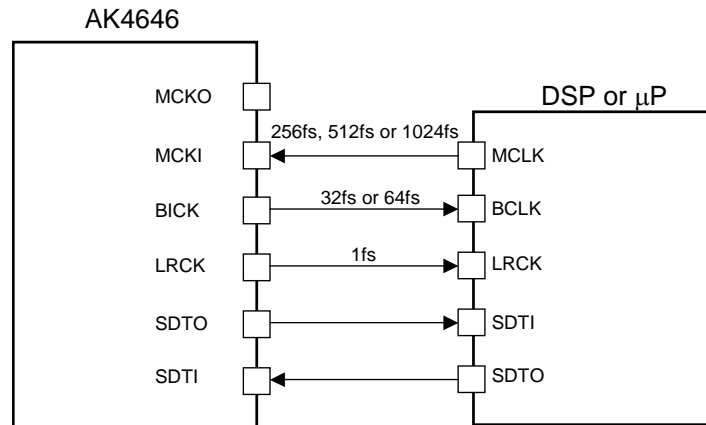 AK4646
DSP or μP
MCKO
256fs, 512fs or 1024fs
MCKI
MCLK
32fs or 64fs
BICK
BCLK
1fs
LRCK
LRCK
SDTO
SDTI
SDTI
SDTO